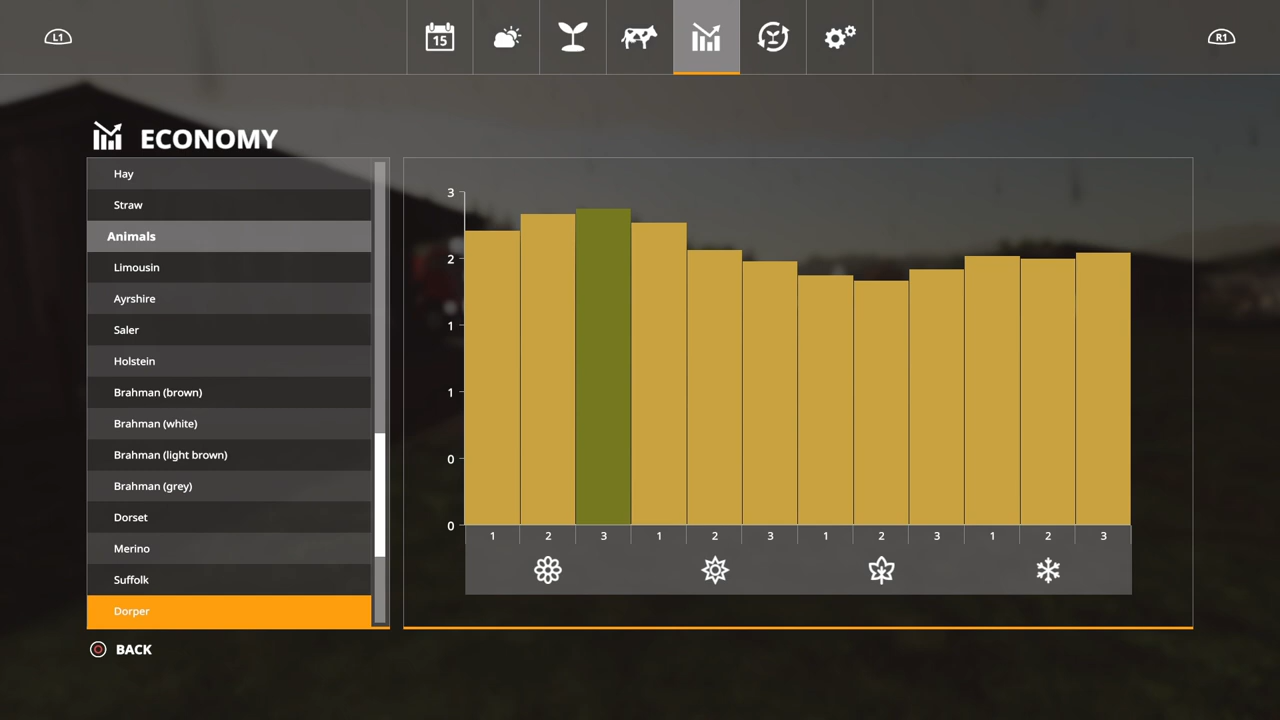 L1
15
R1
ECONOMY
Hay
Straw
Animals
Limousin
Ayrshire
Saler
Holstein
Brahman (brown)
Brahman (white)
Brahman (light brown)
Brahman (grey)
Dorset
Merino
Suffolk
Dorper
BACK
3
2
1
1
0
0
1 2 3 1 2 3 1 2 3 1 2 3